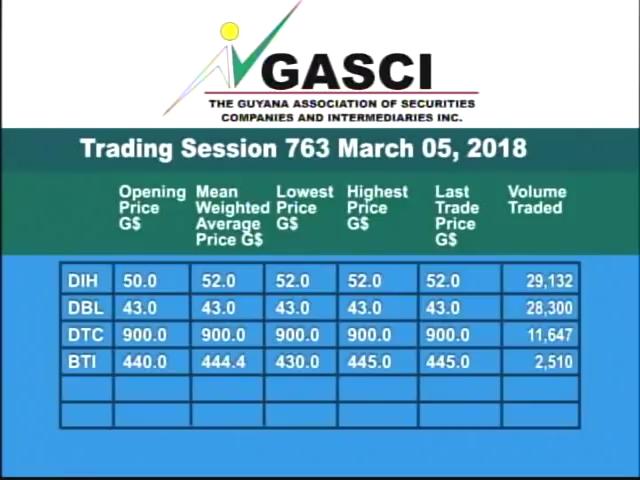 GASCI
THE GUYANA ASSOCIATION OF SECURITIES
COMPANIES AND INTERMEDIARIES INC.
Trading Session 763 March 05, 2018
Opening Price G$ Mean Weighted Average Price G$ Lowest Price G$ Highest Price G$ Last Trade Price G$ Volume Traded
DIH 50.0 52.0 52.0 52.0 52.0 29,132
DBL 43.0 43.0 43.0 43.0 43.0 28,300
DTC 900.0 900.0 900.0 900.0 900.0 11,647
BTI 440.0 444.4 430.0 445.0 445.0 2,510